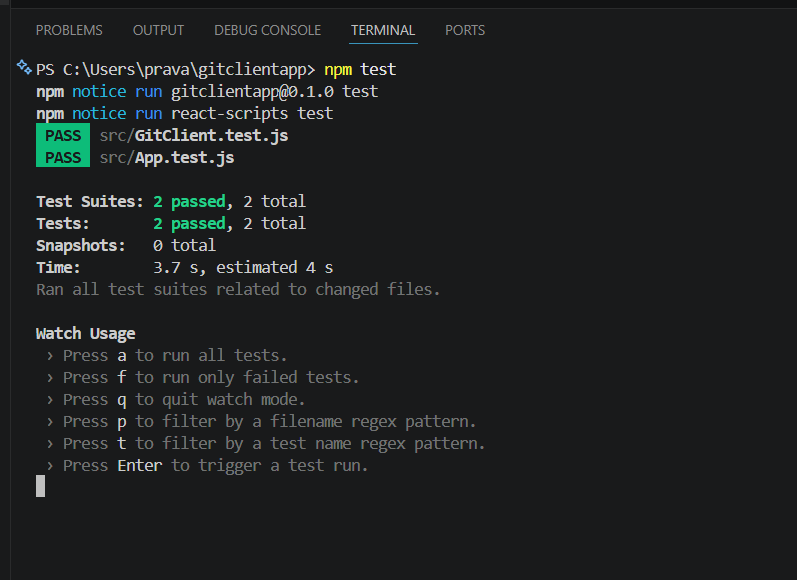 PROBLEMS OUTPUT DEBUG CONSOLE TERMINAL PORTS
PS C:\Users\prava\gitclientapp> npm test
npm notice run gitclientapp@0.1.0 test
npm notice run react-scripts test
PASS src/GitClient.test.js
PASS src/App.test.js
Test Suites: 2 passed, 2 total
Tests: 2 passed, 2 total
Snapshots: 0 total
Time: 3.7 s, estimated 4 s
Ran all test suites related to changed files.
Watch Usage
› Press a to run all tests.
› Press f to run only failed tests.
› Press q to quit watch mode.
› Press p to filter by a filename regex pattern.
› Press t to filter by a test name regex pattern.
› Press Enter to trigger a test run.